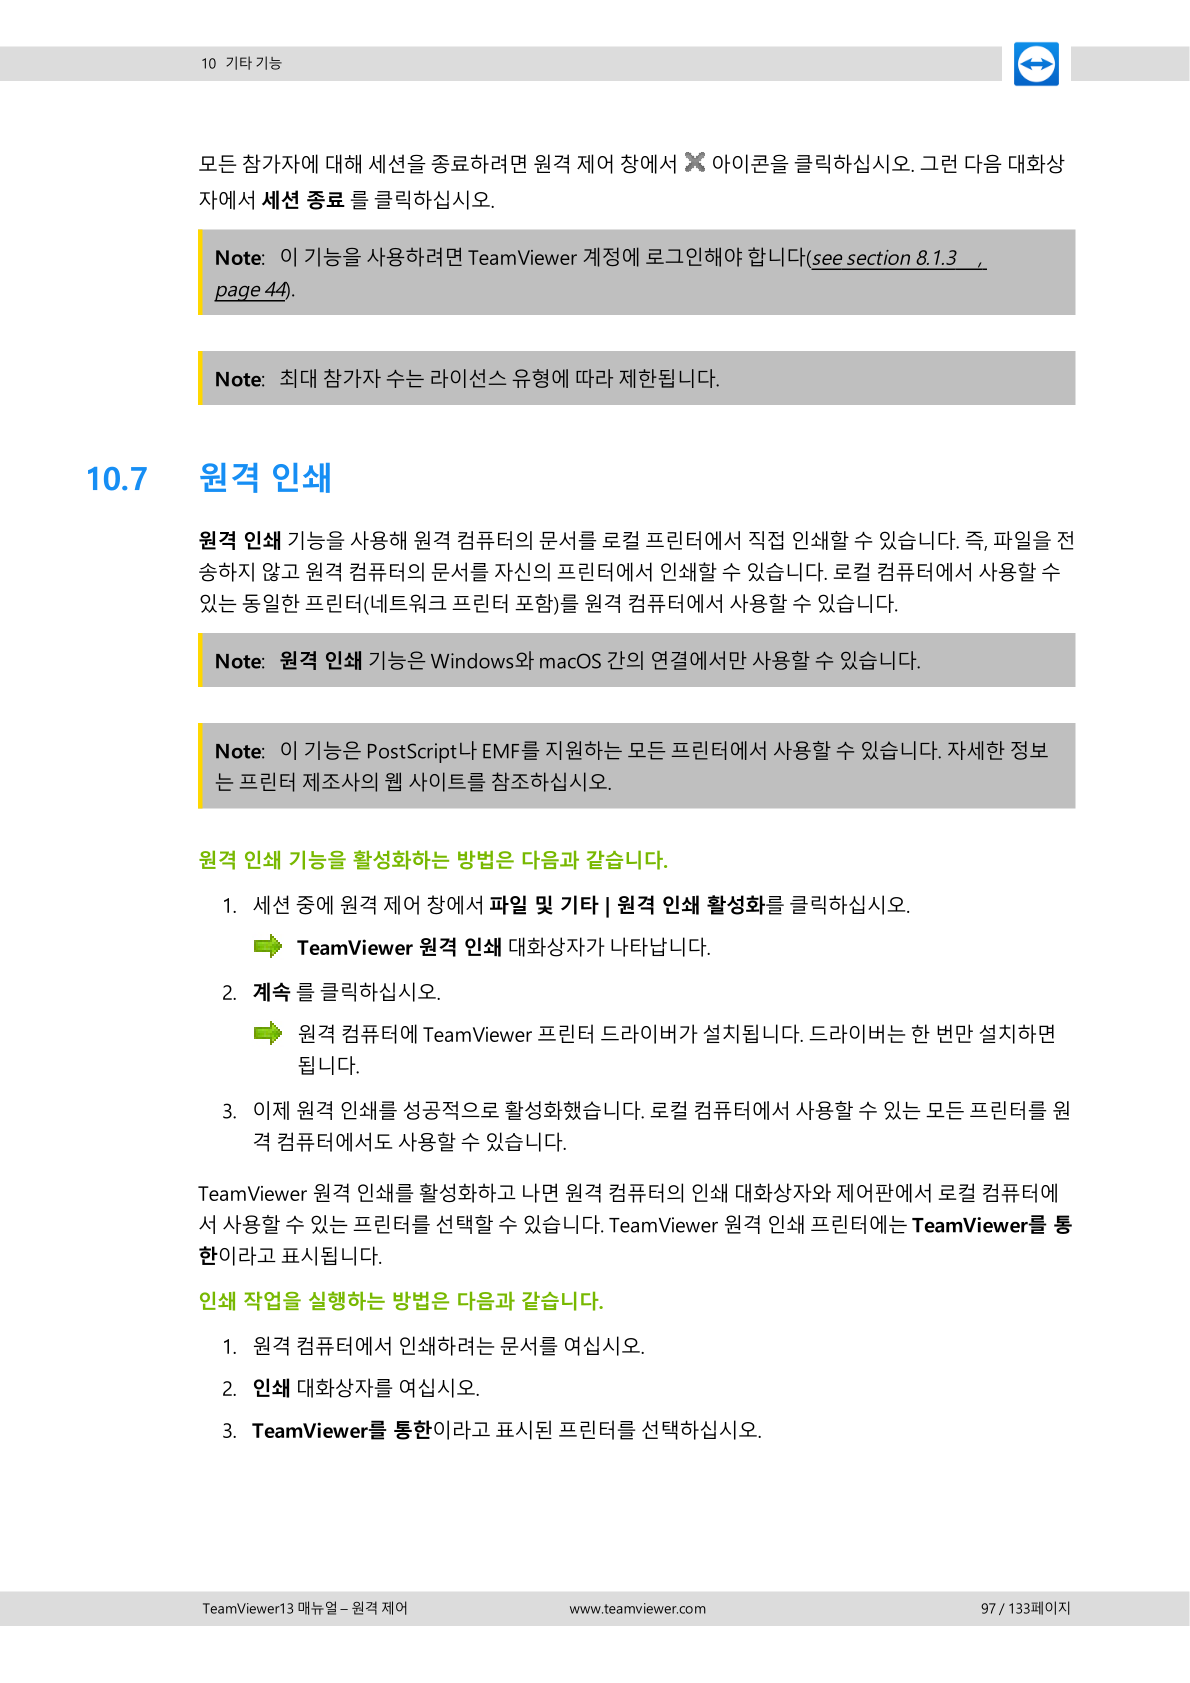 10 기타 기능
모든 참가자에 대해 세션을 종료하려면 원격 제어 창에서 아이콘을 클릭하십시오. 그런 다음 대화상
자에서 세션 종료 를 클릭하십시오.
Note: 이 기능을 사용하려면 TeamViewer 계정에 로그인해야 합니다(see section 8.1.3 ,
page 44).
Note: 최대 참가자 수는 라이선스 유형에 따라 제한됩니다.
10.7 원격 인쇄
원격 인쇄 기능을 사용해 원격 컴퓨터의 문서를 로컬 프린터에서 직접 인쇄할 수 있습니다. 즉, 파일을 전
송하지 않고 원격 컴퓨터의 문서를 자신의 프린터에서 인쇄할 수 있습니다. 로컬 컴퓨터에서 사용할 수
있는 동일한 프린터(네트워크 프린터 포함)를 원격 컴퓨터에서 사용할 수 있습니다.
Note: 원격 인쇄 기능은 Windows와 macOS 간의 연결에서만 사용할 수 있습니다.
Note: 이 기능은 PostScript나 EMF를 지원하는 모든 프린터에서 사용할 수 있습니다. 자세한 정보
는 프린터 제조사의 웹 사이트를 참조하십시오.
원격 인쇄 기능을 활성화하는 방법은 다음과 같습니다.
1. 세션 중에 원격 제어 창에서 파일 및 기타 | 원격 인쇄 활성화를 클릭하십시오.
TeamViewer 원격 인쇄 대화상자가 나타납니다.
2. 계속 를 클릭하십시오.
원격 컴퓨터에 TeamViewer 프린터 드라이버가 설치됩니다. 드라이버는 한 번만 설치하면
됩니다.
3. 이제 원격 인쇄를 성공적으로 활성화했습니다. 로컬 컴퓨터에서 사용할 수 있는 모든 프린터를 원
격 컴퓨터에서도 사용할 수 있습니다.
TeamViewer 원격 인쇄를 활성화하고 나면 원격 컴퓨터의 인쇄 대화상자와 제어판에서 로컬 컴퓨터에
서 사용할 수 있는 프린터를 선택할 수 있습니다. TeamViewer 원격 인쇄 프린터에는 TeamViewer를 통
한이라고 표시됩니다.
인쇄 작업을 실행하는 방법은 다음과 같습니다.
1. 원격 컴퓨터에서 인쇄하려는 문서를 여십시오.
2. 인쇄 대화상자를 여십시오.
3. TeamViewer를 통한이라고 표시된 프린터를 선택하십시오.
TeamViewer13 매뉴얼 – 원격 제어 www.teamviewer.com 97 / 133페이지